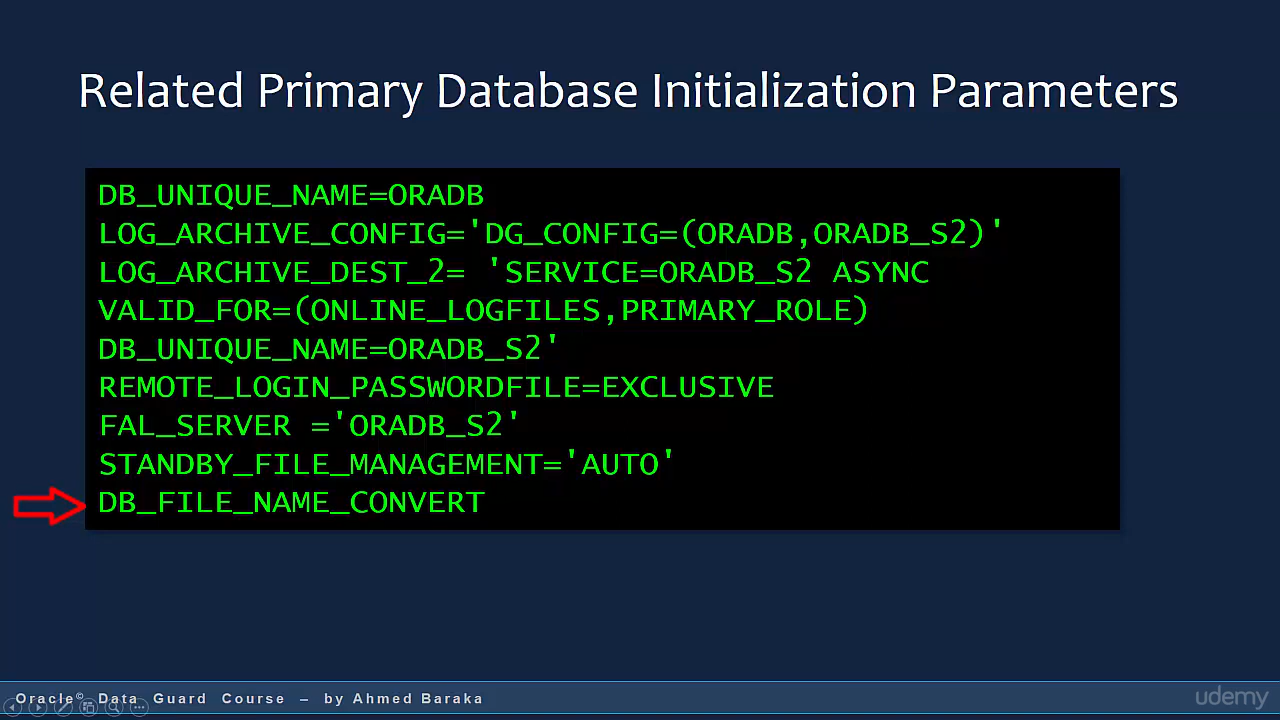 Related Primary Database Initialization Parameters
DB_UNIQUE_NAME=ORADB
LOG_ARCHIVE_CONFIG='DG_CONFIG=(ORADB,ORADB_S2)'
LOG_ARCHIVE_DEST_2= 'SERVICE=ORADB_S2 ASYNC
VALID_FOR=(ONLINE_LOGFILES,PRIMARY_ROLE)
DB_UNIQUE_NAME=ORADB_S2'
REMOTE_LOGIN_PASSWORDFILE=EXCLUSIVE
FAL_SERVER ='ORADB_S2'
STANDBY_FILE_MANAGEMENT='AUTO'
DB_FILE_NAME_CONVERT
Oracle© Data Guard Course – by Ahmed Baraka
udemy